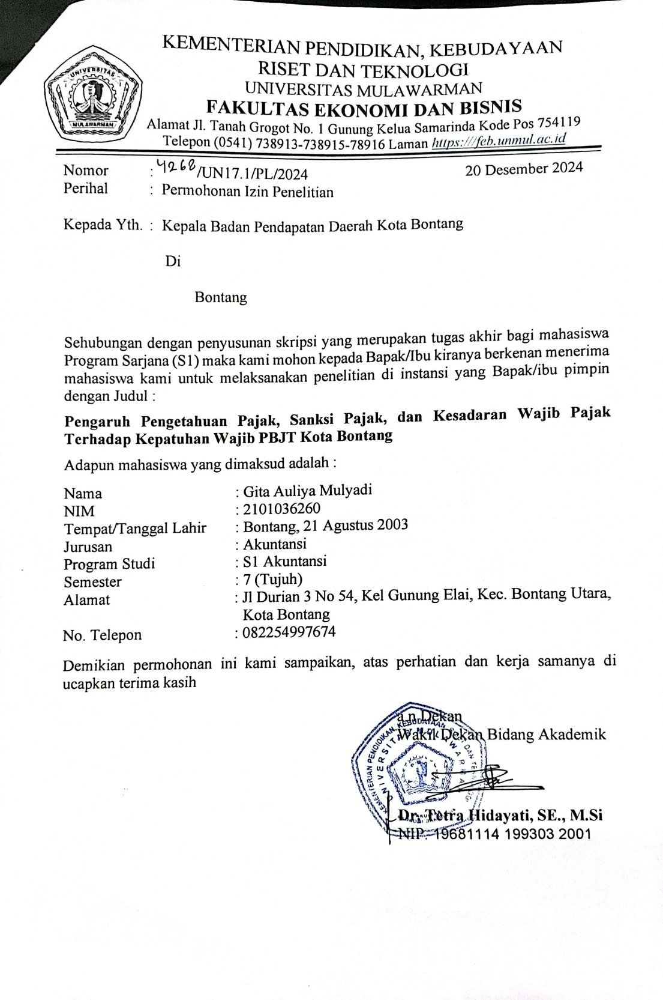 UNIVERSITAS
MULAWARMAN
KEMENTERIAN PENDIDIKAN, KEBUDAYAAN
RISET DAN TEKNOLOGI
UNIVERSITAS MULAWARMAN
FAKULTAS EKONOMI DAN BISNIS
Alamat Jl. Tanah Grogot No. 1 Gunung Kelua Samarinda Kode Pos 754119
Telepon (0541) 738913-738915-78916 Laman https:///feb.unmul.ac.id
Nomor : 4268/UN17.1/PL/2024 20 Desember 2024
Perihal : Permohonan Izin Penelitian
Kepada Yth. : Kepala Badan Pendapatan Daerah Kota Bontang
Di
Bontang
Sehubungan dengan penyusunan skripsi yang merupakan tugas akhir bagi mahasiswa
Program Sarjana (S1) maka kami mohon kepada Bapak/Ibu kiranya berkenan menerima
mahasiswa kami untuk melaksanakan penelitian di instansi yang Bapak/ibu pimpin
dengan Judul :
Pengaruh Pengetahuan Pajak, Sanksi Pajak, dan Kesadaran Wajib Pajak
Terhadap Kepatuhan Wajib PBJT Kota Bontang
Adapun mahasiswa yang dimaksud adalah :
Nama : Gita Auliya Mulyadi
NIM : 2101036260
Tempat/Tanggal Lahir : Bontang, 21 Agustus 2003
Jurusan : Akuntansi
Program Studi : S1 Akuntansi
Semester : 7 (Tujuh)
Alamat : Jl Durian 3 No 54, Kel Gunung Elai, Kec. Bontang Utara,
Kota Bontang
No. Telepon : 082254997674
Demikian permohonan ini kami sampaikan, atas perhatian dan kerja samanya di
ucapkan terima kasih
a.n Dekan
Wakil Dekan Bidang Akademik
KEMENTERIAN PENDIDIKAN, KEBUDAYAAN
UNIVERSITAS MULAWARMAN
Dr. Tetra Hidayati, SE., M.Si
NIP. 19681114 199303 2001